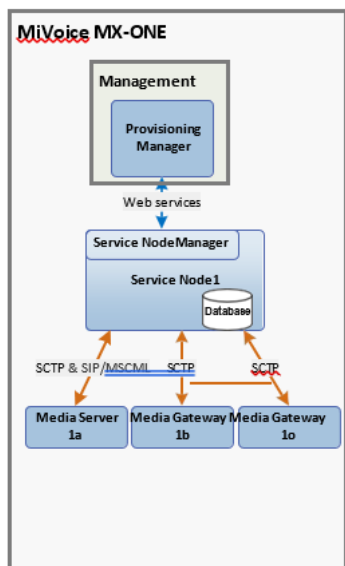 MiVoice MX-ONE
Management
Provisioning
Manager
Web services
Service NodeManager
Service Node1
Database
SCTP & SIP/MSCML SCTP SCTP
Media Server Media Gateway Media Gateway
1a 1b 1o